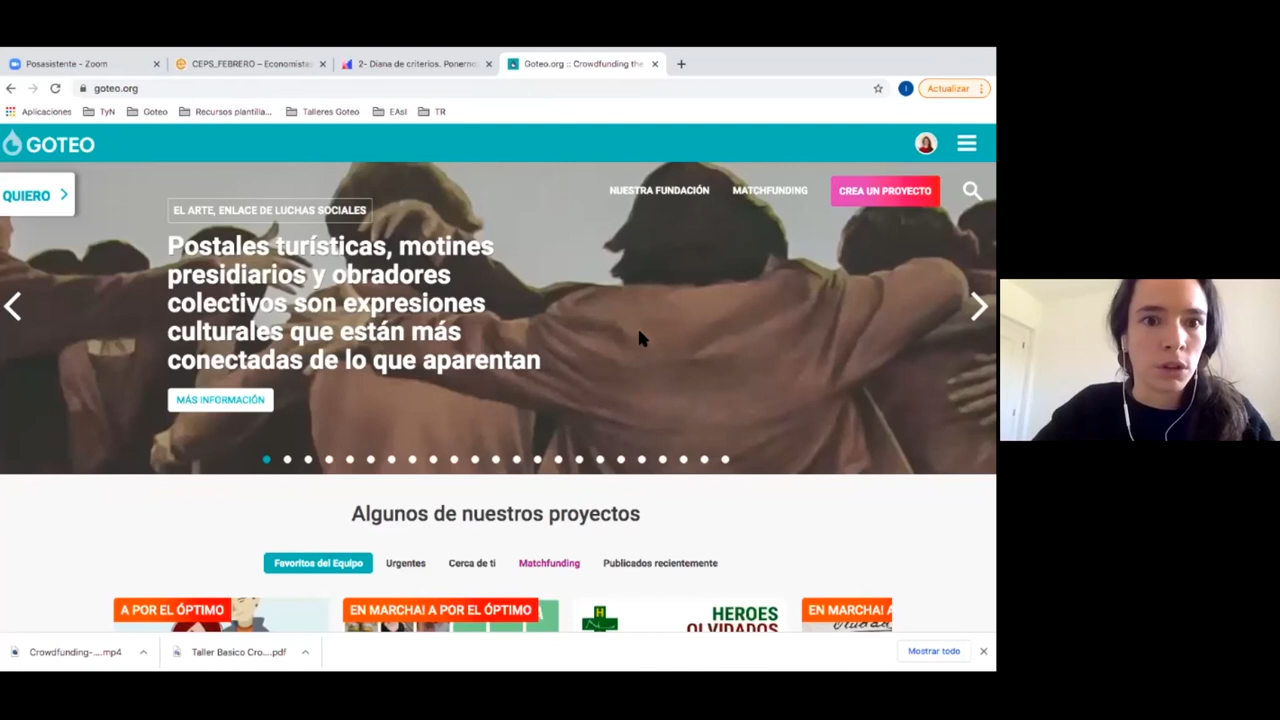 Posasistente - Zoom
CEPS_FEBRERO – Economista
2- Diana de criterios. Ponerno
Goteo.org :: Crowdfunding the
goteo.org
Actualizar
Aplicaciones
TyN
Goteo
Recursos plantilla...
Talleres Goteo
EAsI
TR
GOTEO
QUIERO
NUESTRA FUNDACIÓN
MATCHFUNDING
CREA UN PROYECTO
EL ARTE, ENLACE DE LUCHAS SOCIALES
Postales turísticas, motines
presidiarios y obradores
colectivos son expresiones
culturales que están más
conectadas de lo que aparentan
MÁS INFORMACIÓN
Algunos de nuestros proyectos
Favoritos del Equipo
Urgentes
Cerca de ti
Matchfunding
Publicados recientemente
A POR EL ÓPTIMO
EN MARCHA! A POR EL ÓPTIMO
H
HEROES
OLVIDADOS
EN MARCHA! A
Crowdfunding-....mp4
Taller Basico Cro....pdf
Mostrar todo